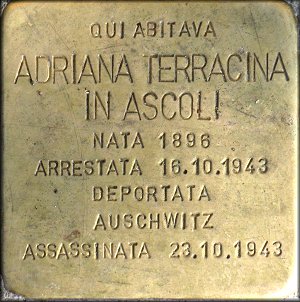 QUI ABITAVA
ADRIANA TERRACINA
IN ASCOLI
NATA 1896
ARRESTATA 16.10.1943
DEPORTATA
AUSCHWITZ
ASSASSINATA 23.10.1943